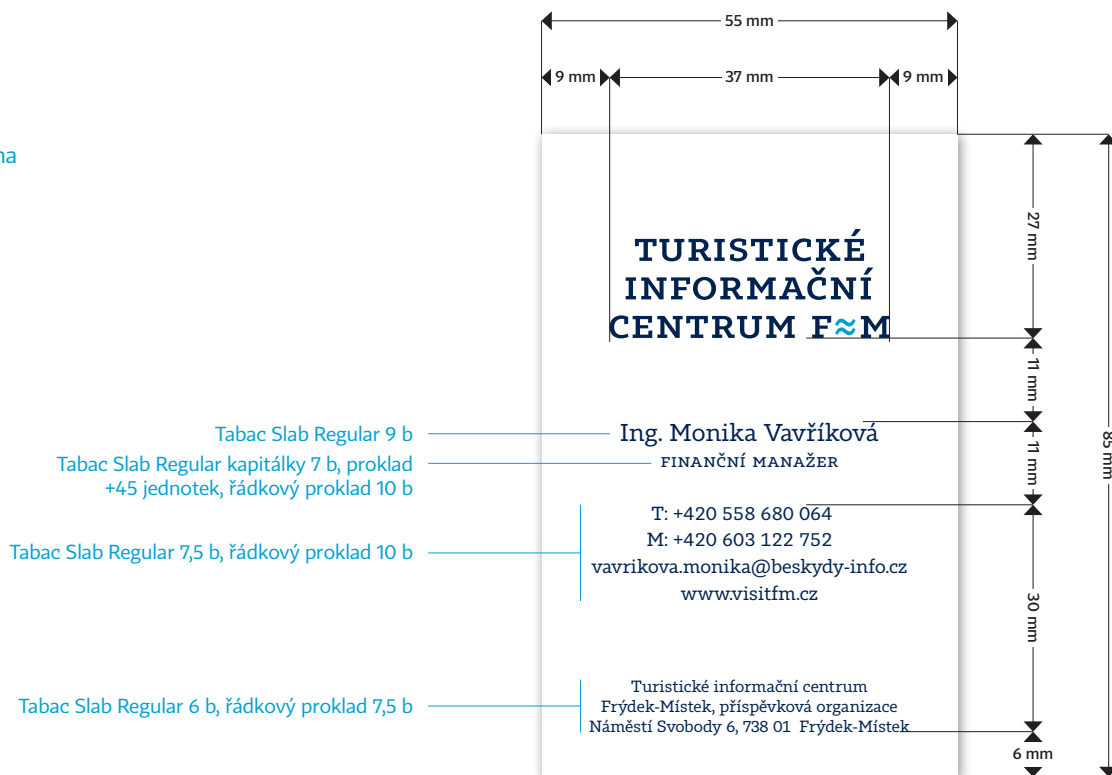 55 mm
9 mm
37 mm
9 mm
TURISTICKÉ
INFORMAČNÍ
CENTRUM F≈M
27 mm
11 mm
11 mm
30 mm
6 mm
85 mm
Tabac Slab Regular 9 b
Ing. Monika Vavříková
Tabac Slab Regular kapitálky 7 b, proklad
+45 jednotek, řádkový proklad 10 b
FINANČNÍ MANAŽER
Tabac Slab Regular 7,5 b, řádkový proklad 10 b
T: +420 558 680 064
M: +420 603 122 752
vavrikova.monika@beskydy-info.cz
www.visitfm.cz
Tabac Slab Regular 6 b, řádkový proklad 7,5 b
Turistické informační centrum
Frýdek-Místek, příspěvková organizace
Náměstí Svobody 6, 738 01 Frýdek-Místek